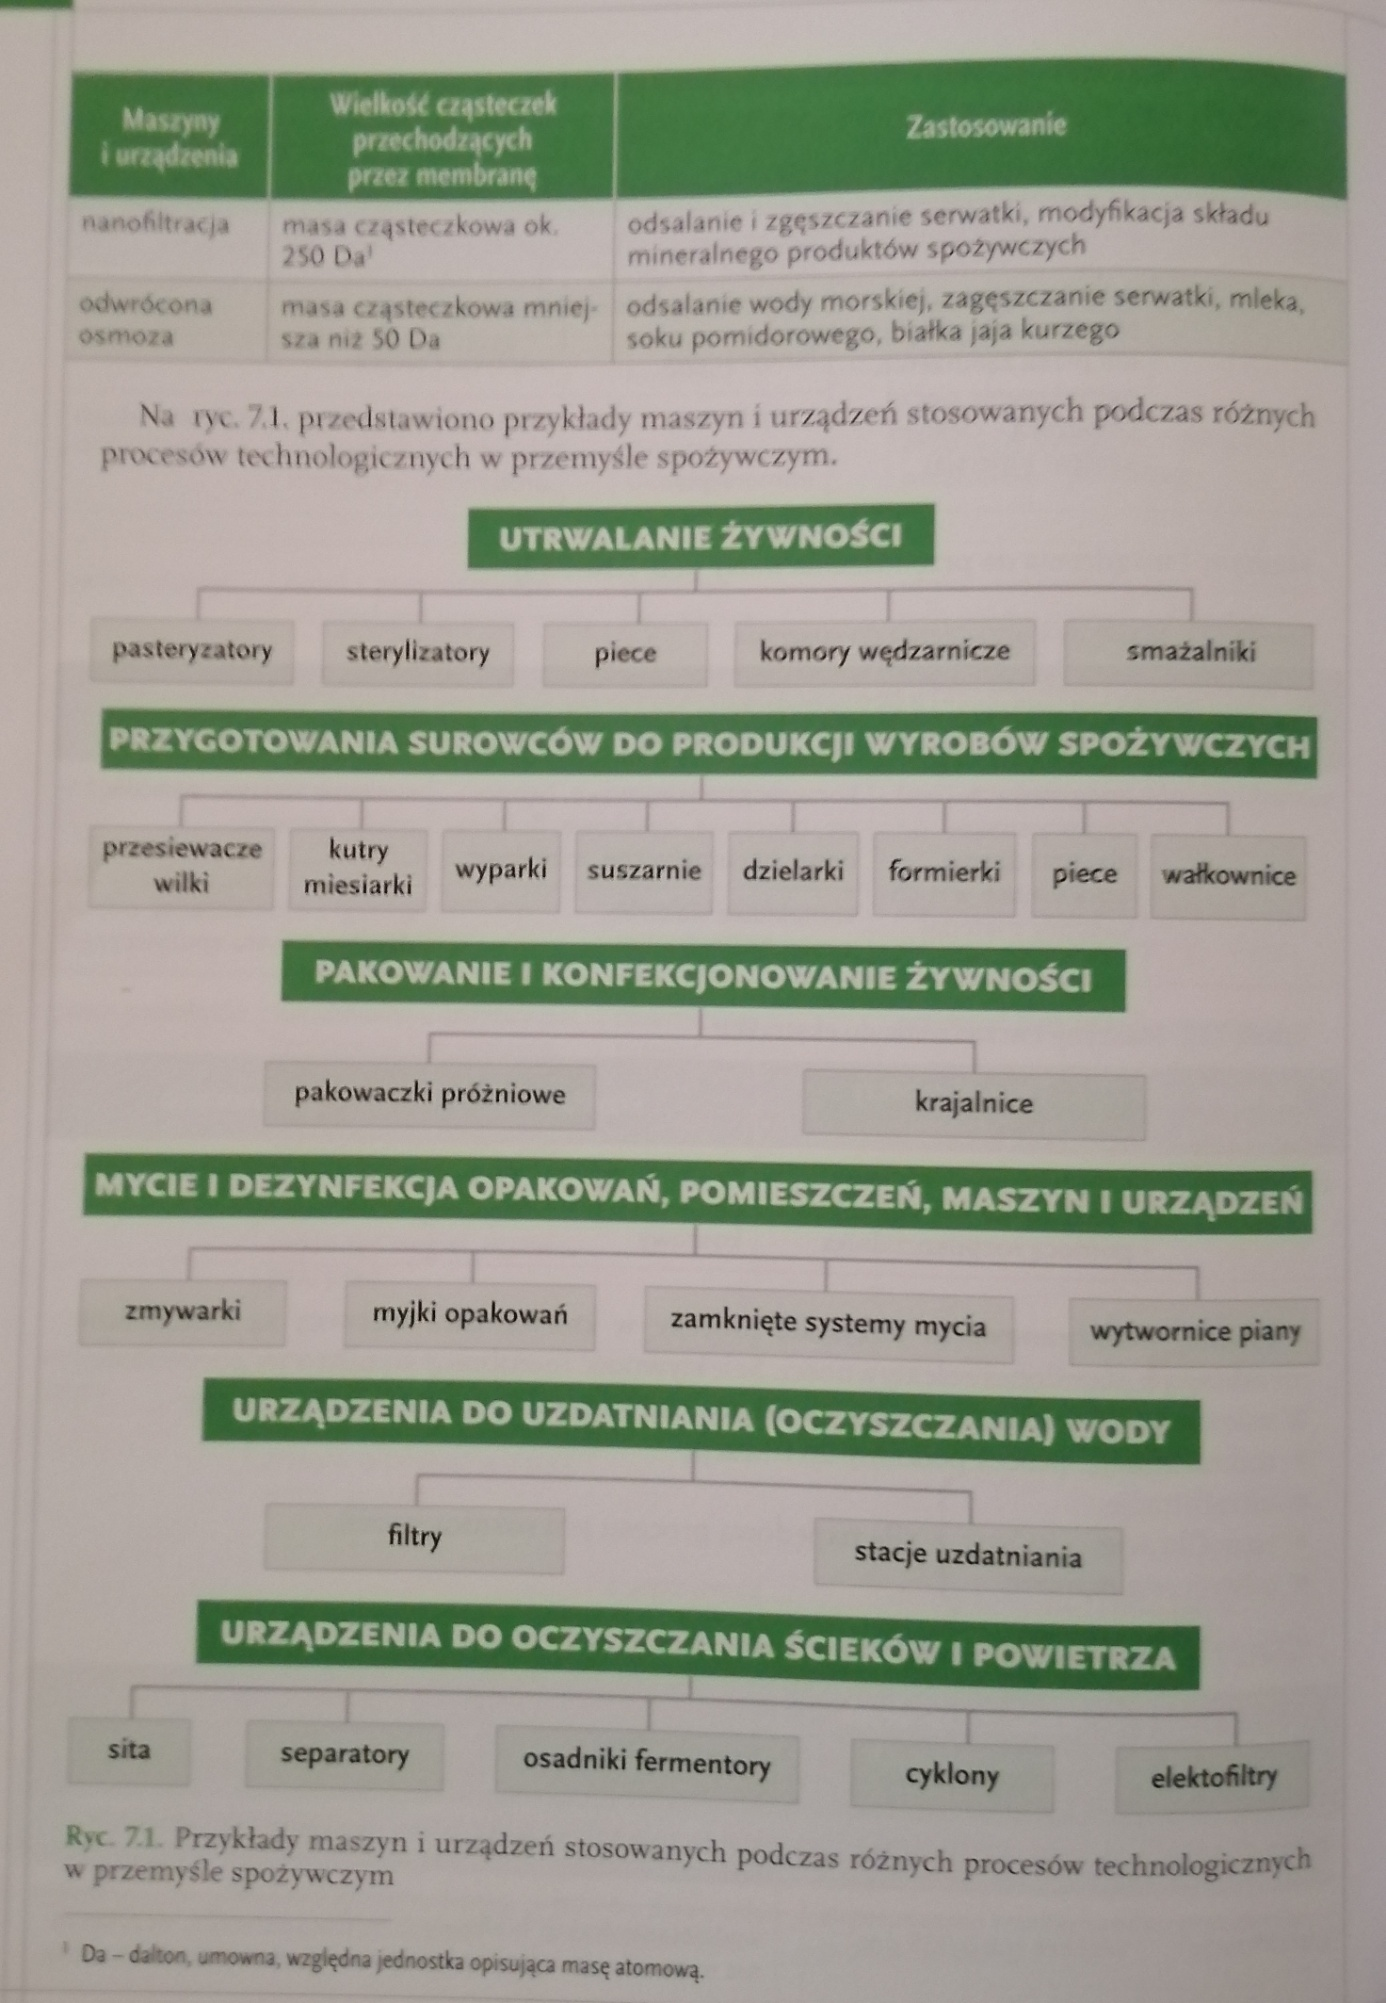 Maszyny
i urządzenia
Wielkość cząsteczek
przechodzących
przez membranę
Zastosowanie
nanofiltracja
masa cząsteczkowa ok.
250 Da¹
odsalanie i zgęszczanie serwatki, modyfikacja składu
mineralnego produktów spożywczych
odwrócona
osmoza
masa cząsteczkowa mniej-
sza niż 50 Da
odsalanie wody morskiej, zagęszczanie serwatki, mleka,
soku pomidorowego, białka jaja kurzego
Na ryc. 7.1. przedstawiono przykłady maszyn i urządzeń stosowanych podczas różnych
procesów technologicznych w przemyśle spożywczym.
UTRWALANIE ŻYWNOŚCI
pasteryzatory
sterylizatory
piece
komory wędzarnicze
smażalniki
PRZYGOTOWANIA SUROWCÓW DO PRODUKCJI WYROBÓW SPOŻYWCZYCH
przesiewacze
wilki
kutry
miesiarki
wyparki
suszarnie
dzielarki
formierki
piece
wałkownice
PAKOWANIE I KONFEKCJONOWANIE ŻYWNOŚCI
pakowaczki próżniowe
krajalnice
MYCIE I DEZYNFEKCJA OPAKOWAŃ, POMIESZCZEŃ, MASZYN I URZĄDZEŃ
zmywarki
myjki opakowań
zamknięte systemy mycia
wytwornice piany
URZĄDZENIA DO UZDATNIANIA (OCZYSZCZANIA) WODY
filtry
stacje uzdatniania
URZĄDZENIA DO OCZYSZCZANIA ŚCIEKÓW I POWIETRZA
sita
separatory
osadniki fermentory
cyklony
elektofiltry
Ryc. 7.1. Przykłady maszyn i urządzeń stosowanych podczas różnych procesów technologicznych
w przemyśle spożywczym
¹ Da – dalton, umowna, względna jednostka opisująca masę atomową.